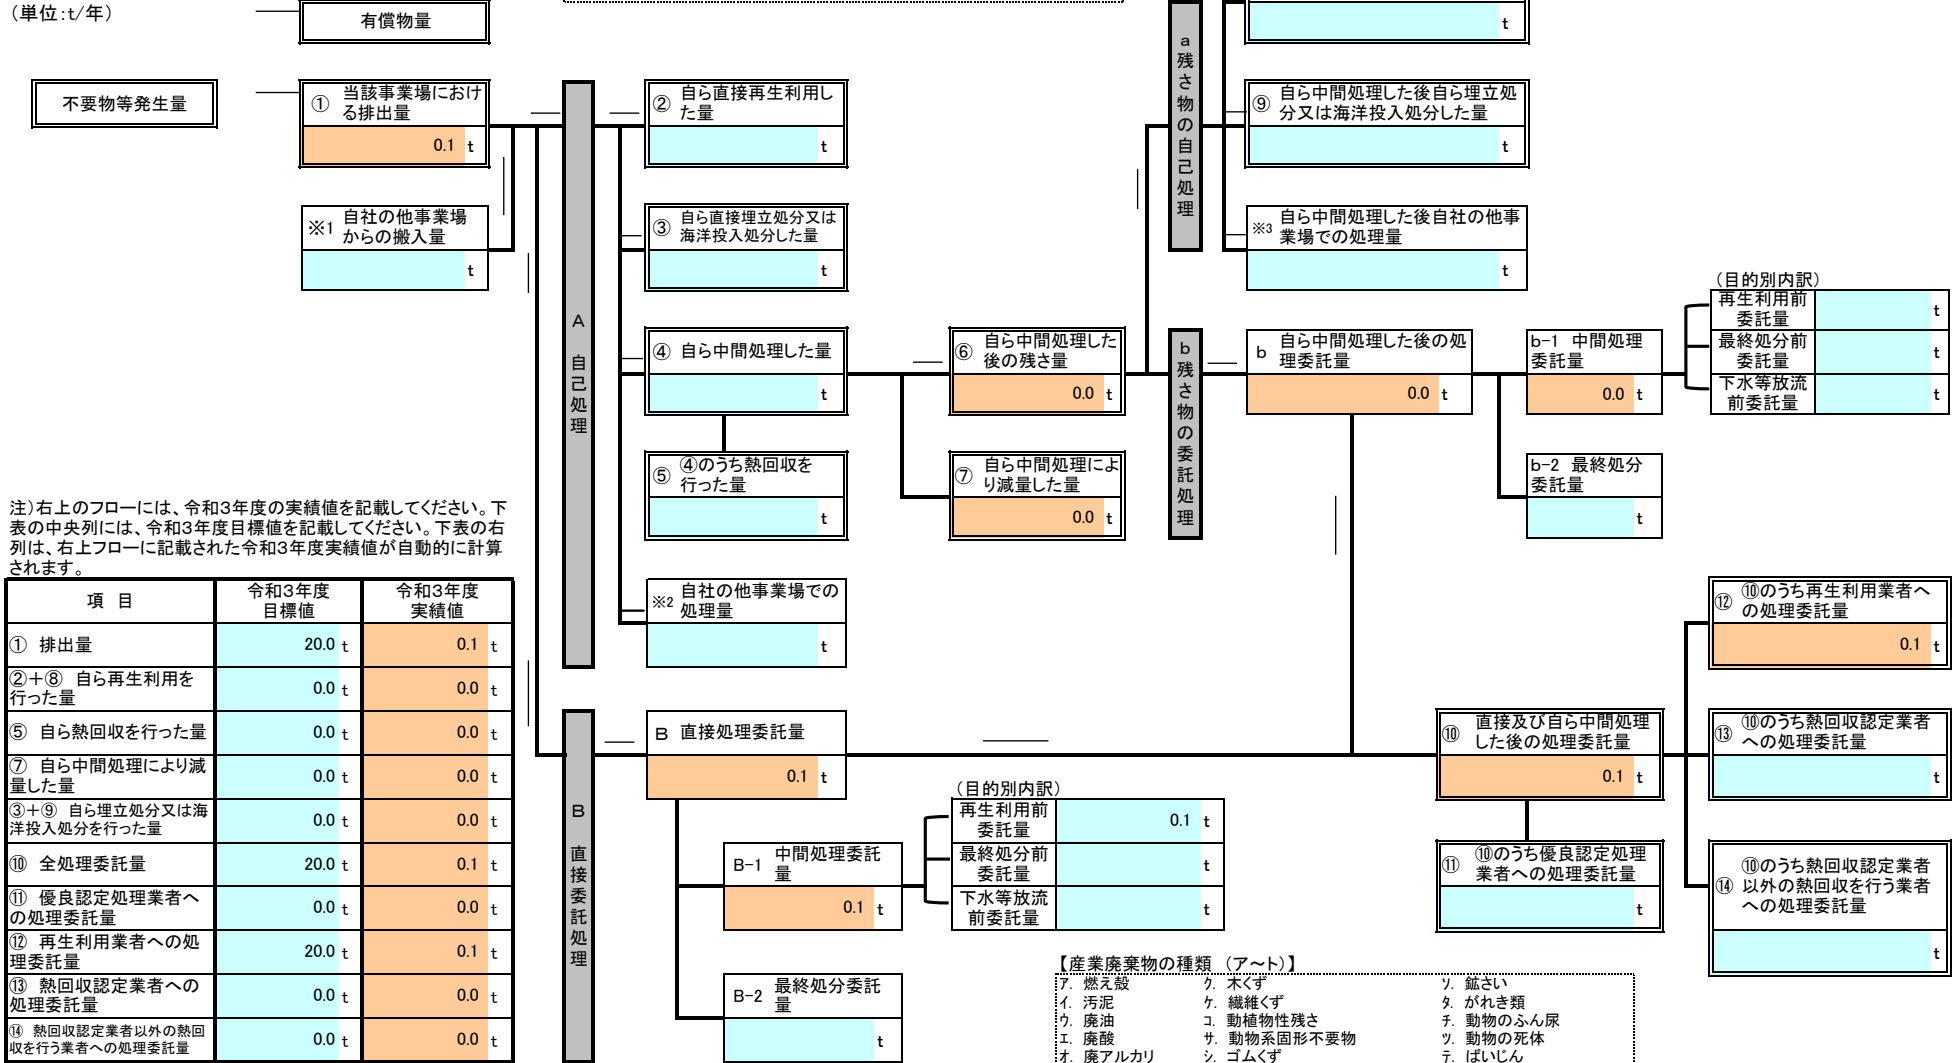 （単位：t/年）
有償物量
t
不要物等発生量
① 当該事業場におけ
る排出量
0.1 t
※1 自社の他事業場
からの搬入量
t
A 自己処理
② 自ら直接再生利用し
た量
t
③ 自ら直接埋立処分又は
海洋投入処分した量
t
④ 自ら中間処理した量
t
⑤ ④のうち熱回収を
行った量
t
※2 自社の他事業場での
処理量
t
⑥ 自ら中間処理した
後の残さ量
0.0 t
⑦ 自ら中間処理によ
り減量した量
0.0 t
a 残さ物の自己処理
⑨ 自ら中間処理した後自ら埋立処
分又は海洋投入処分した量
t
※3 自ら中間処理した後自社の他事
業場での処理量
t
b 残さ物の委託処理
b 自ら中間処理した後の処
理委託量
0.0 t
b-1 中間処理
委託量
0.0 t
（目的別内訳）
再生利用前
委託量
t
最終処分前
委託量
t
下水等放流
前委託量
t
b-2 最終処分
委託量
t
注）右上のフローには、令和3年度の実績値を記載してください。下
表の中央列には、令和3年度目標値を記載してください。下表の右
列は、右上フローに記載された令和3年度実績値が自動的に計算
されます。
項 目 令和3年度
目標値 令和3年度
実績値
① 排出量 20.0 t 0.1 t
②＋⑧ 自ら再生利用を
行った量 0.0 t 0.0 t
⑤ 自ら熱回収を行った量 0.0 t 0.0 t
⑦ 自ら中間処理により減
量した量 0.0 t 0.0 t
③＋⑨ 自ら埋立処分又は海
洋投入処分を行った量 0.0 t 0.0 t
⑩ 全処理委託量 20.0 t 0.1 t
⑪ 優良認定処理業者へ
の処理委託量 0.0 t 0.0 t
⑫ 再生利用業者への処
理委託量 20.0 t 0.1 t
⑬ 熱回収認定業者への
処理委託量 0.0 t 0.0 t
⑭ 熱回収認定業者以外の熱回
収を行う業者への処理委託量 0.0 t 0.0 t
B 直接委託処理
B 直接処理委託量
0.1 t
B-1 中間処理委託
量
0.1 t
（目的別内訳）
再生利用前
委託量
0.1 t
最終処分前
委託量
t
下水等放流
前委託量
t
B-2 最終処分委託
量
t
⑩ 直接及び自ら中間処理
した後の処理委託量
0.1 t
⑪ ⑩のうち優良認定処理
業者への処理委託量
t
⑫ ⑩のうち再生利用業者へ
の処理委託量
0.1 t
⑬ ⑩のうち熱回収認定業者
への処理委託量
t
⑭ ⑩のうち熱回収認定業者
以外の熱回収を行う業者
への処理委託量
t
【産業廃棄物の種類 （ア～ト）】
ア. 燃え殻 ク. 木くず ソ. 鉱さい
イ. 汚泥 ケ. 繊維くず タ. がれき類
ウ. 廃油 コ. 動植物性残さ チ. 動物のふん尿
エ. 廃酸 サ. 動物系固形不要物 ツ. 動物の死体
オ. 廃アルカリ シ. ゴムくず テ. ばいじん